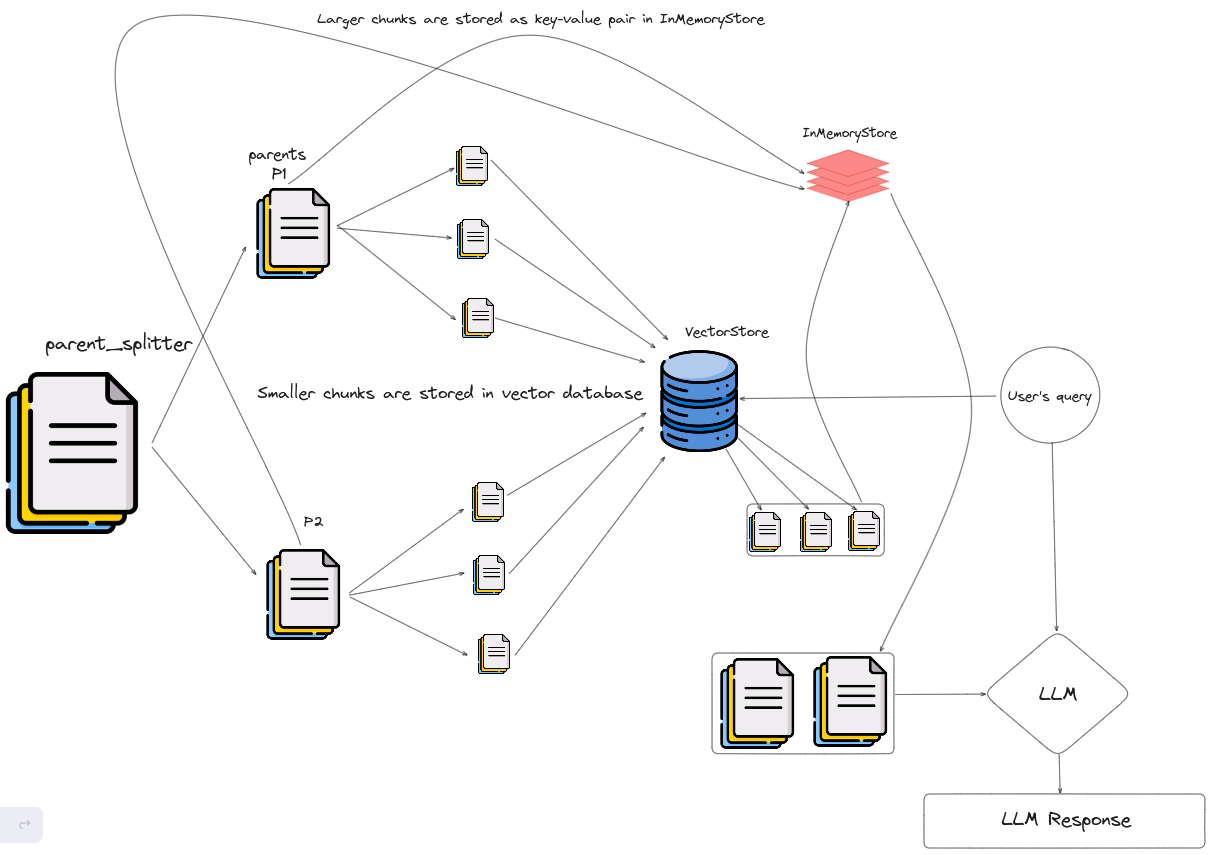 Larger chunks are stored as key-value pair in InMemoryStore
InMemoryStore
parents
P1
VectorStore
parent_splitter
Smaller chunks are stored in vector database
User's query
P2
LLM
LLM Response